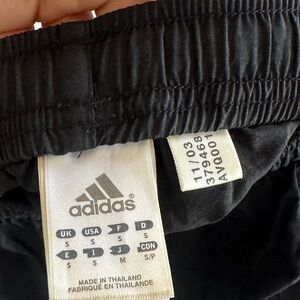 adidas
UK USA F D
S S S S
E I J CDN
S S M S/P
MADE IN THAILAND
FABRIQUÉ EN THAÏLANDE
11/03
379468
AV0001